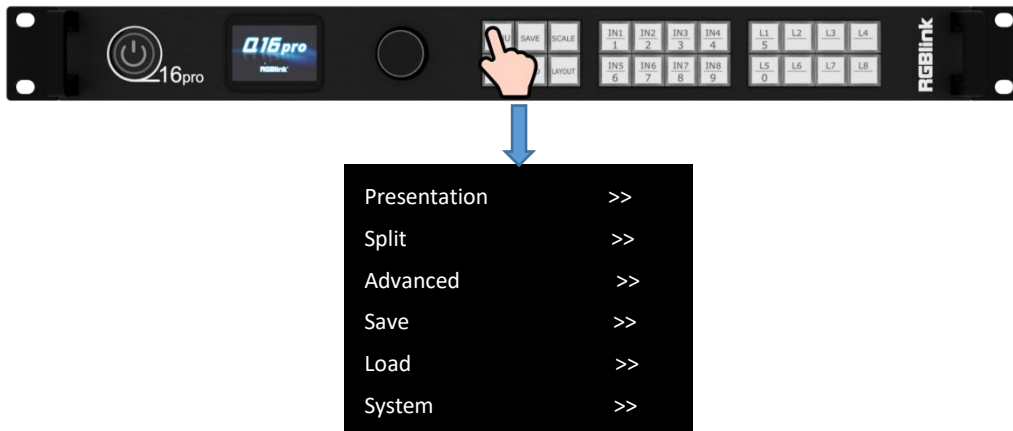 16pro
Q16pro
RGBlink
SAVE SCALE
LAYOUT
IN1 IN2 IN3 IN4
1 2 3 4
IN5 IN6 IN7 IN8
6 7 8 9
L1 L2 L3 L4
5
L5 L6 L7 L8
0
RGBlink
Presentation >>
Split >>
Advanced >>
Save >>
Load >>
System >>